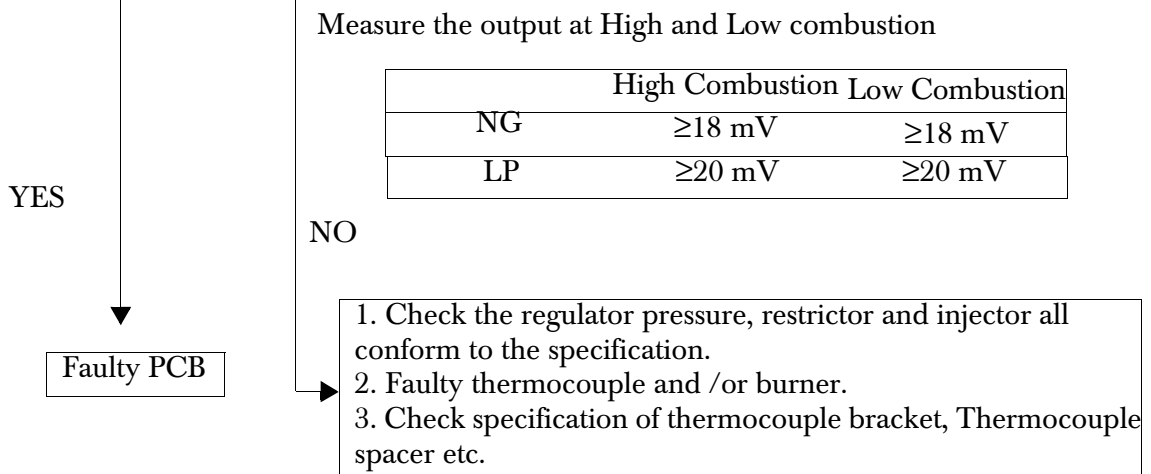 Measure the output at High and Low combustion
High Combustion Low Combustion
NG ≥18 mV ≥18 mV
LP ≥20 mV ≥20 mV
YES
NO
1. Check the regulator pressure, restrictor and injector all
conform to the specification.
2. Faulty thermocouple and /or burner.
3. Check specification of thermocouple bracket, Thermocouple
spacer etc.
Faulty PCB